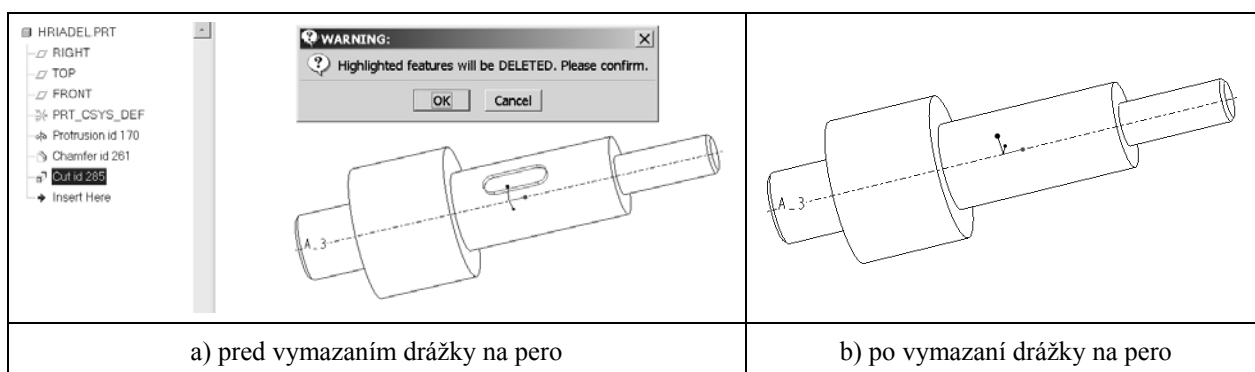 HRIADEL.PRT
RIGHT
TOP
FRONT
PRT_CSYS_DEF
Protrusion id 170
Chamfer id 261
Cut id 285
Insert Here
WARNING:
Highlighted features will be DELETED. Please confirm.
OK Cancel
A_3
A_3
a) pred vymazaním drážky na pero
b) po vymazaní drážky na pero